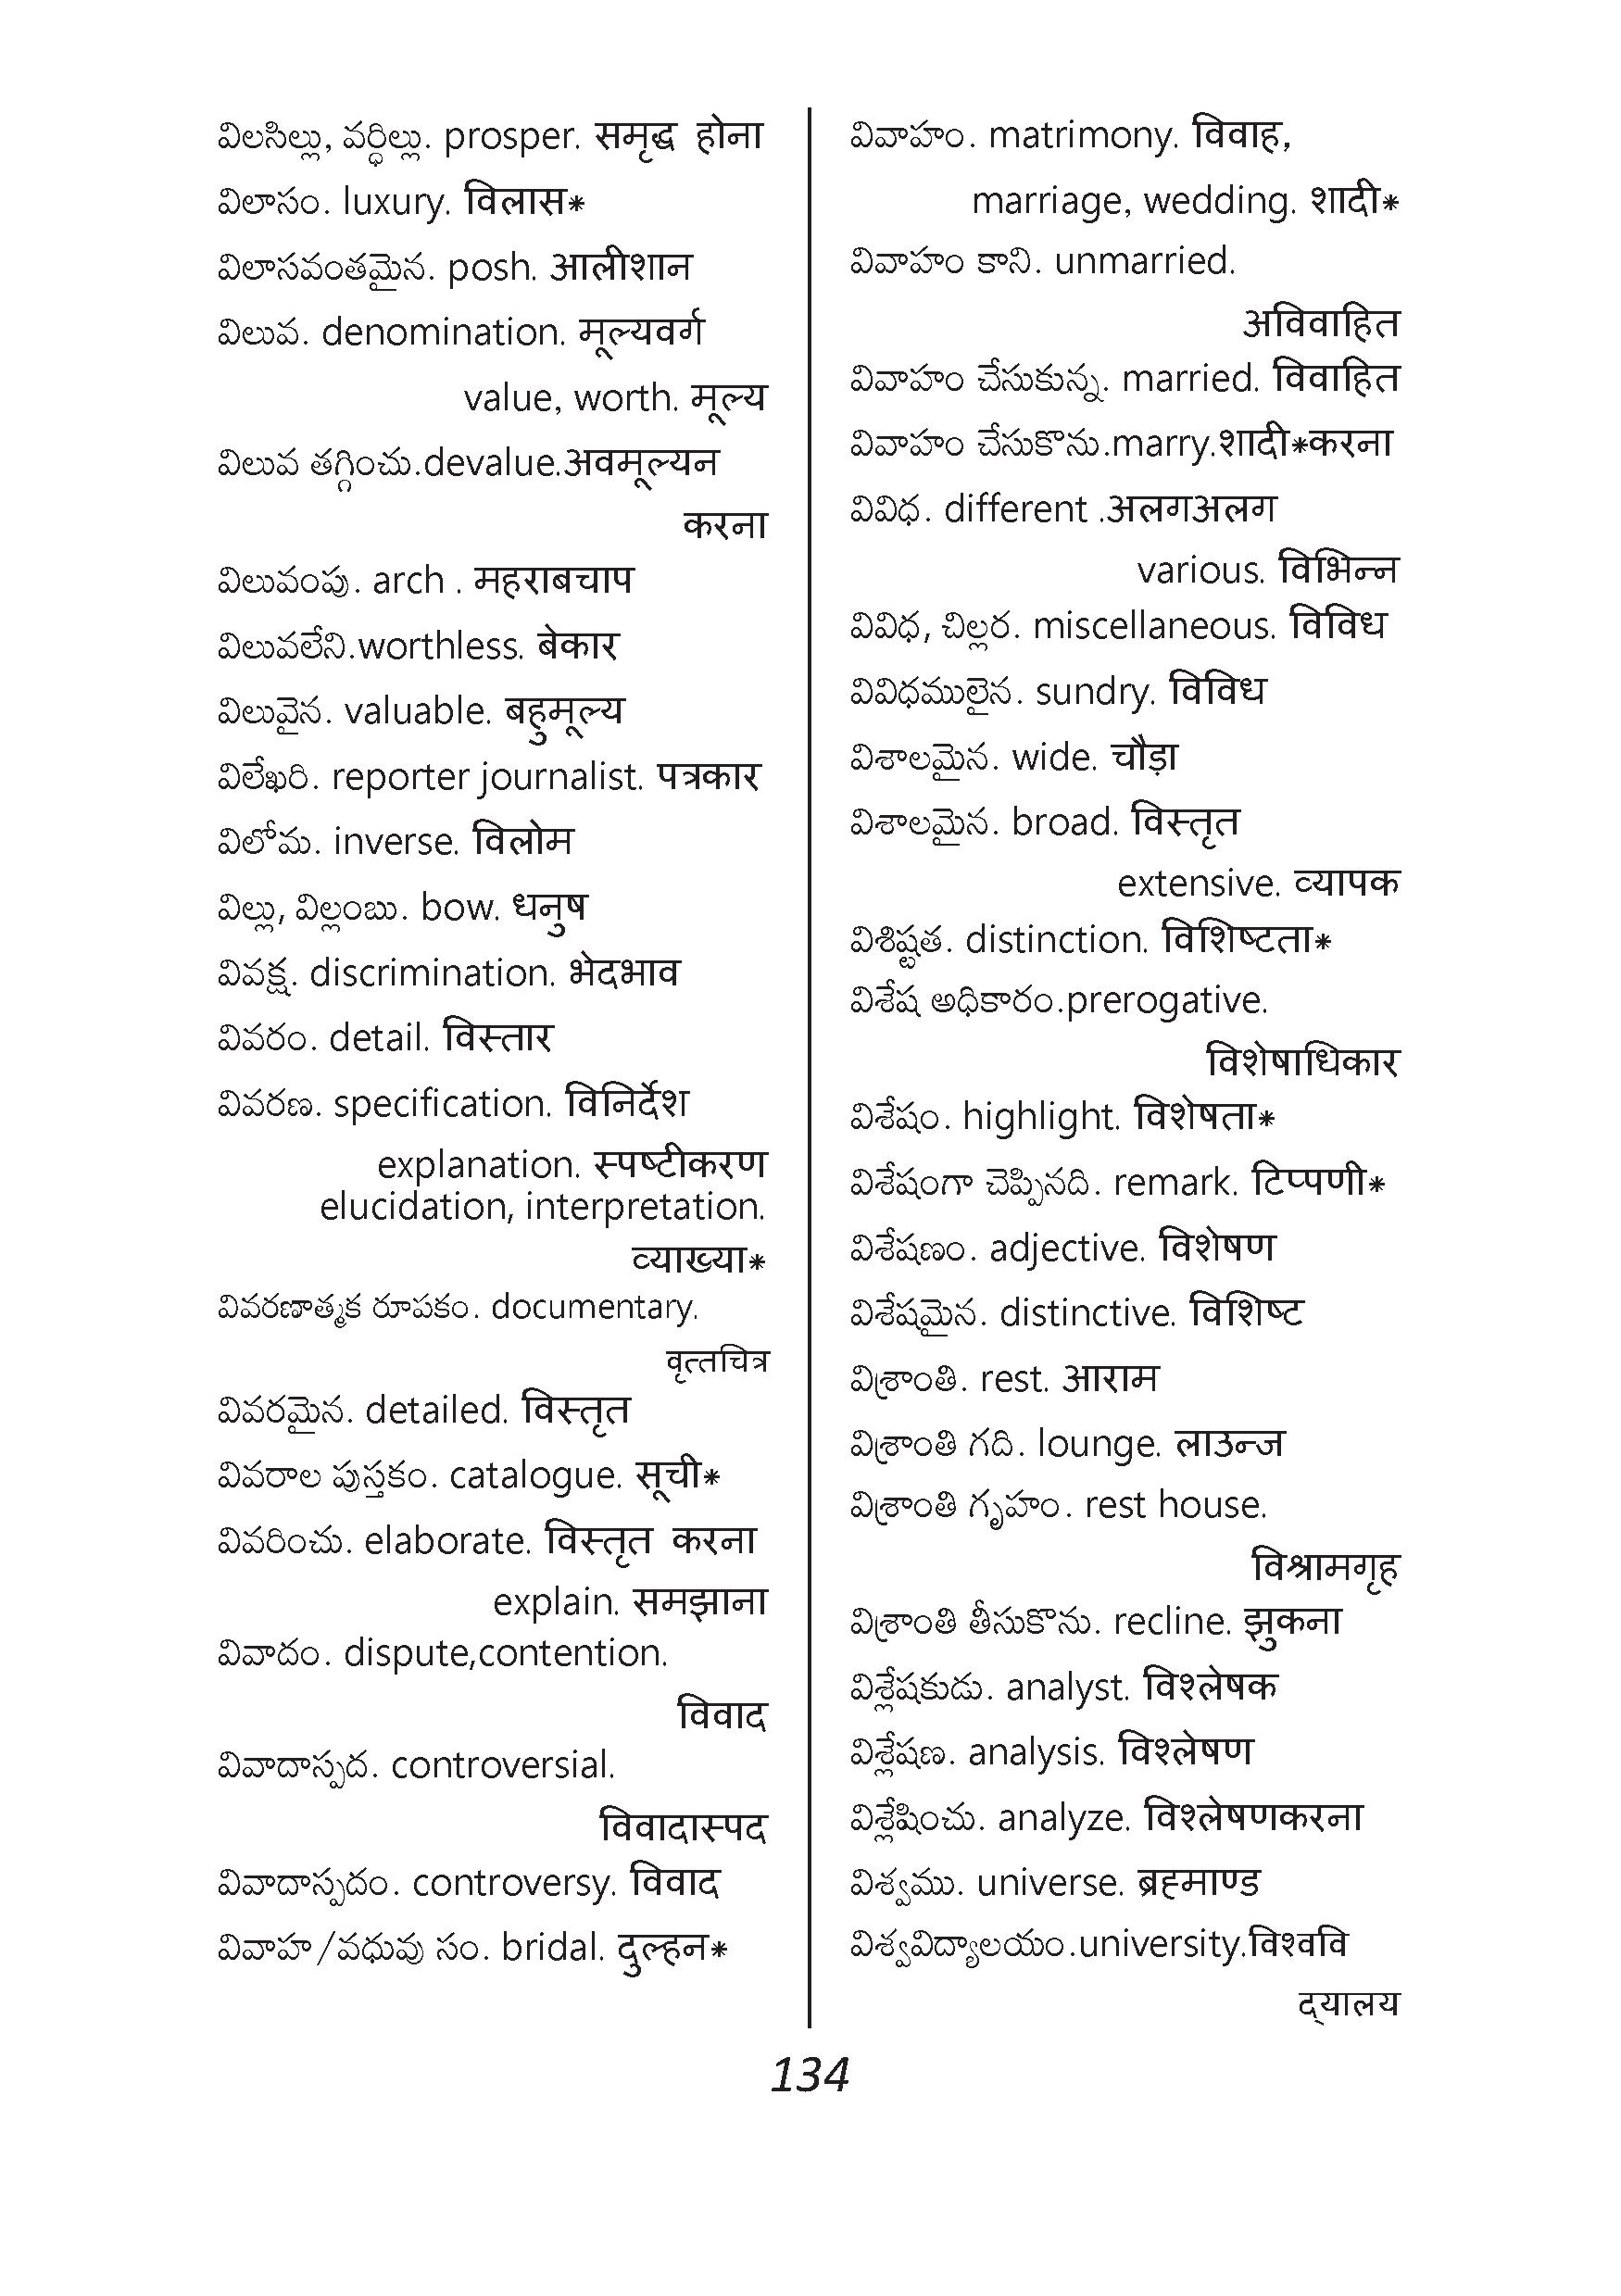 విలసిల్లు, వర్ధిల్లు. prosper. समृद्ध होना
విలాసం. luxury. विलास*
విలాసవంతమైన. posh. आलीशान
విలువ. denomination. मूल्यवर्ग
value, worth. मूल्य
విలువ తగ్గించు.devalue.अवमूल्यन
करना
విలువంపు. arch . महराबचाप
విలువలేని.worthless. बेकार
విలువైన. valuable. बहुमूल्य
విలేఖరి. reporter journalist. पत्रकार
విలోమ. inverse. विलोम
విల్లు, విల్లంబు. bow. धनुष
వివక్ష. discrimination. भेदभाव
వివరం. detail. विस्तार
వివరణ. specification. विनिर्देश
explanation. स्पष्टीकरण
elucidation, interpretation.
व्याख्या*
వివరణాత్మక రూపకం. documentary.
वृत्तचित्र
వివరమైన. detailed. विस्तृत
వివరాల పుస్తకం. catalogue. सूची*
వివరించు. elaborate. विस्तृत करना
explain. समझाना
వివాదం. dispute,contention.
विवाद
వివాదాస్పద. controversial.
विवादास्पद
వివాదాస్పదం. controversy. विवाद
వివాహ/వధువు సం. bridal. दुल्हन*
వివాహం. matrimony. विवाह,
marriage, wedding. शादी*
వివాహం కాని. unmarried.
अविवाहित
వివాహం చేసుకున్న. married. विवाहित
వివాహం చేసుకొను.marry.शादी*करना
వివిధ. different .अलगअलग
various. विभिन्न
వివిధ, చిల్లర. miscellaneous. विविध
వివిధములైన. sundry. विविध
విశాలమైన. wide. चौड़ा
విశాలమైన. broad. विस्तृत
extensive. व्यापक
విశిష్టత. distinction. विशिष्टता*
విశేష అధికారం.prerogative.
विशेषाधिकार
విశేషం. highlight. विशेषता*
విశేషంగా చెప్పినది. remark. टिप्पणी*
విశేషణం. adjective. विशेषण
విశేషమైన. distinctive. विशिष्ट
విశ్రాంతి. rest. आराम
విశ్రాంతి గది. lounge. लाउन्ज
విశ్రాంతి గృహం. rest house.
विश्रामगृह
విశ్రాంతి తీసుకొను. recline. झुकना
విశ్లేషకుడు. analyst. विश्लेषक
విశ్లేషణ. analysis. विश्लेषण
విశ్లేషించు. analyze. विश्लेषणकरना
విశ్వము. universe. ब्रह्माण्ड
విశ్వవిద్యాలయం.university.विश्ववि
द्‌यालय
134